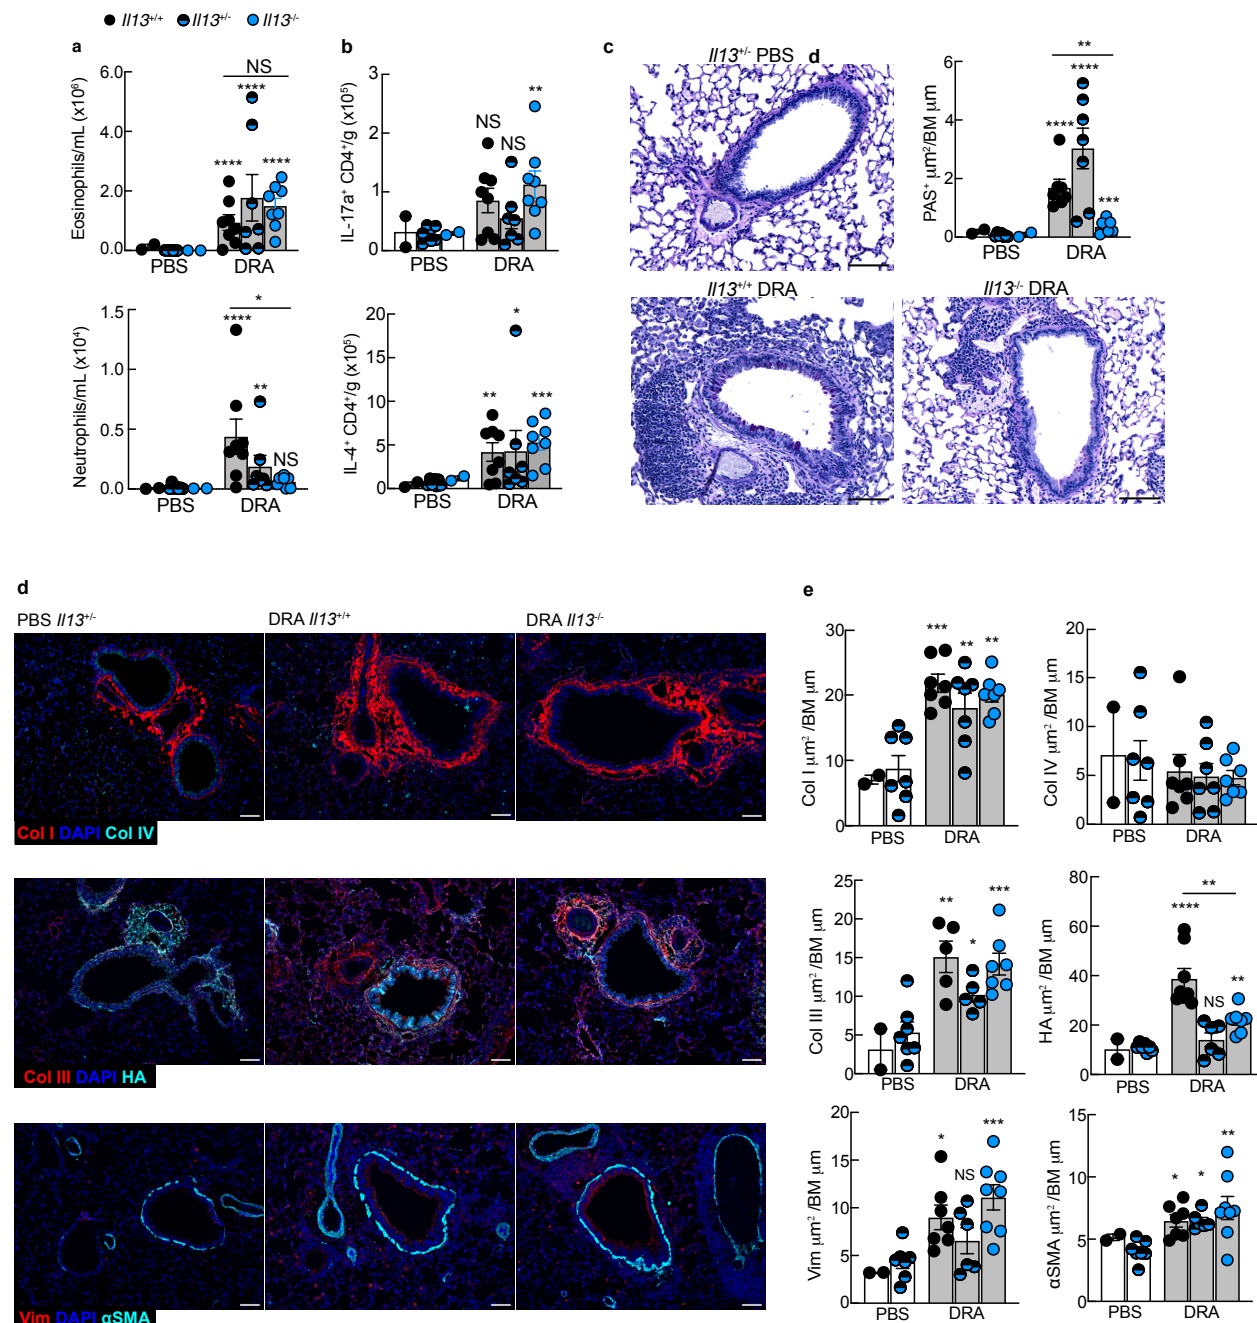 Il13+/+ Il13+/- Il13-/-
a
Eosinophils/mL (x10⁶)
6.0
4.0
2.0
0.0
NS
****
****
****
PBS DRA
Neutrophils/mL (x10⁴)
1.5
1.0
0.5
0.0
*
****
**
NS
PBS DRA
b
IL-17a⁺ CD4⁺/g (x10⁵)
3
2
1
0
NS
NS
**
PBS DRA
IL-4⁺ CD4⁺/g (x10⁵)
20
15
10
5
0
**
*
***
PBS DRA
c
Il13+/- PBS
Il13+/+ DRA
Il13-/- DRA
d
PAS⁺ μm²/BM μm
6
4
2
0
**
****
****
***
PBS DRA
d
PBS Il13+/-
DRA Il13+/+
DRA Il13-/-
Col I DAPI Col IV
Col III DAPI HA
Vim DAPI αSMA
e
Col I μm² /BM μm
30
20
10
0
***
**
**
PBS DRA
Col IV μm² /BM μm
20
15
10
5
0
PBS DRA
Col III μm² /BM μm
25
20
15
10
5
0
**
*
***
PBS DRA
HA μm² /BM μm
80
60
40
20
0
**
****
NS
**
PBS DRA
Vim μm² /BM μm
20
15
10
5
0
*
NS
***
PBS DRA
αSMA μm² /BM μm
15
10
5
0
*
*
**
PBS DRA